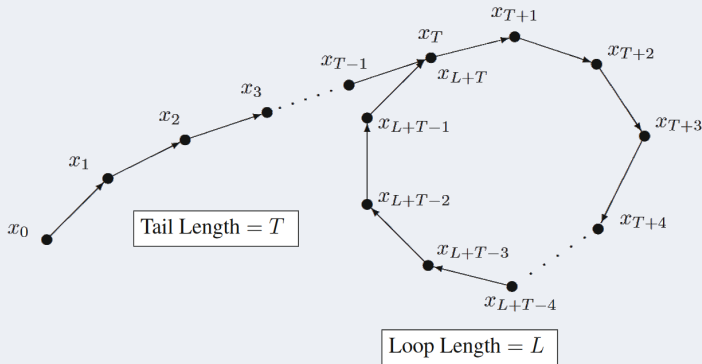 x_0
x_1
x_2
x_3
x_{T-1}
x_T
x_{L+T}
x_{T+1}
x_{T+2}
x_{T+3}
x_{T+4}
x_{L+T-4}
x_{L+T-3}
x_{L+T-2}
x_{L+T-1}
Tail Length = T
Loop Length = L